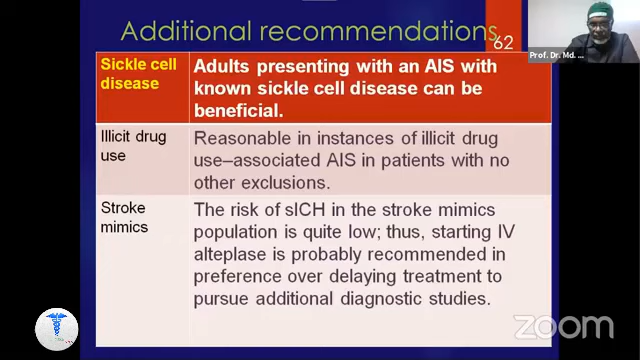 Additional recommendations
62
Prof. Dr. Md. ...
Sickle cell
disease
Adults presenting with an AIS with
known sickle cell disease can be
beneficial.
Illicit drug
use
Reasonable in instances of illicit drug
use–associated AIS in patients with no
other exclusions.
Stroke
mimics
The risk of sICH in the stroke mimics
population is quite low; thus, starting IV
alteplase is probably recommended in
preference over delaying treatment to
pursue additional diagnostic studies.
zoom